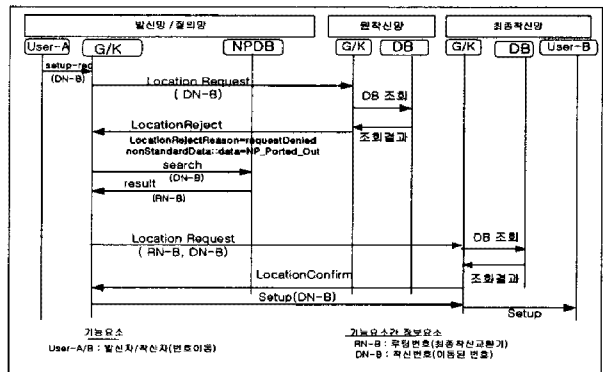 발신망 /질의망
원착신망
최종착신망
User-A
G/K
NPDB
G/K
DB
G/K
DB
User-B
setup-req
(DN-B)
Location Request
( DN-B)
DB 조회
LocationReject
조회결과
LocationRejectReason=requestDenied
nonStandardData::data=NP_Ported_Out
search
(DN-B)
result
(RN-B)
Location Request
( RN-B, DN-B)
DB 조회
LocationConfirm
조회결과
Setup(DN-B)
Setup
기능요소
User-A/B : 발신자/착신자(번호이동)
기능요소간 정보요소
RN-B : 루팅번호(최종착신교환기)
DN-B : 착신번호(이동된 번호)